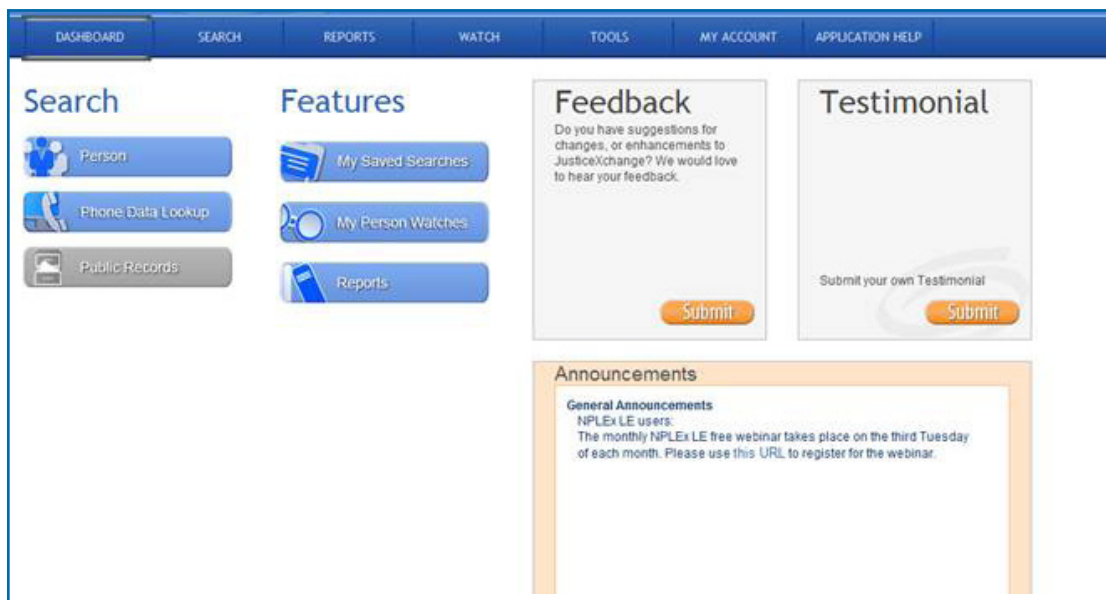 DASHBOARD SEARCH REPORTS WATCH TOOLS MY ACCOUNT APPLICATION HELP
Search
Person
Phone Data Lookup
Public Records
Features
My Saved Searches
My Person Watches
Reports
Feedback
Do you have suggestions for
changes, or enhancements to
JusticeXchange? We would love
to hear your feedback.
Submit
Testimonial
Submit your own Testimonial
Submit
Announcements
General Announcements
NPLEx LE users:
The monthly NPLEx LE free webinar takes place on the third Tuesday
of each month. Please use this URL to register for the webinar.